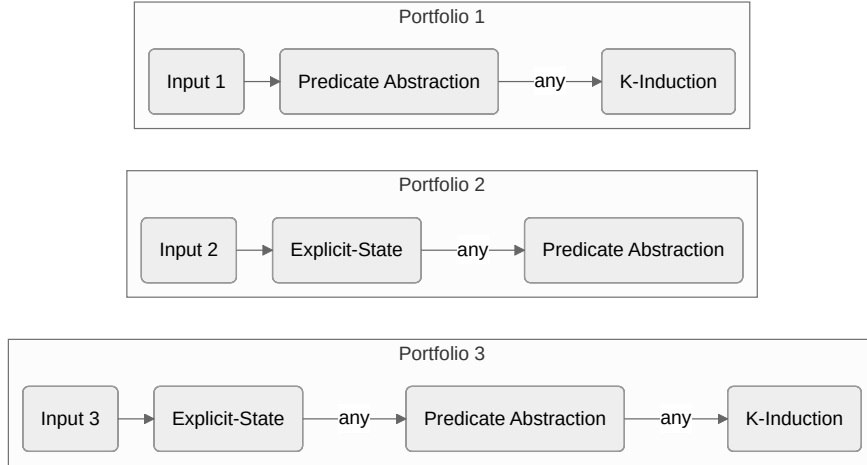 Portfolio 1
Input 1
Predicate Abstraction
any
K-Induction
Portfolio 2
Input 2
Explicit-State
any
Predicate Abstraction
Portfolio 3
Input 3
Explicit-State
any
Predicate Abstraction
any
K-Induction